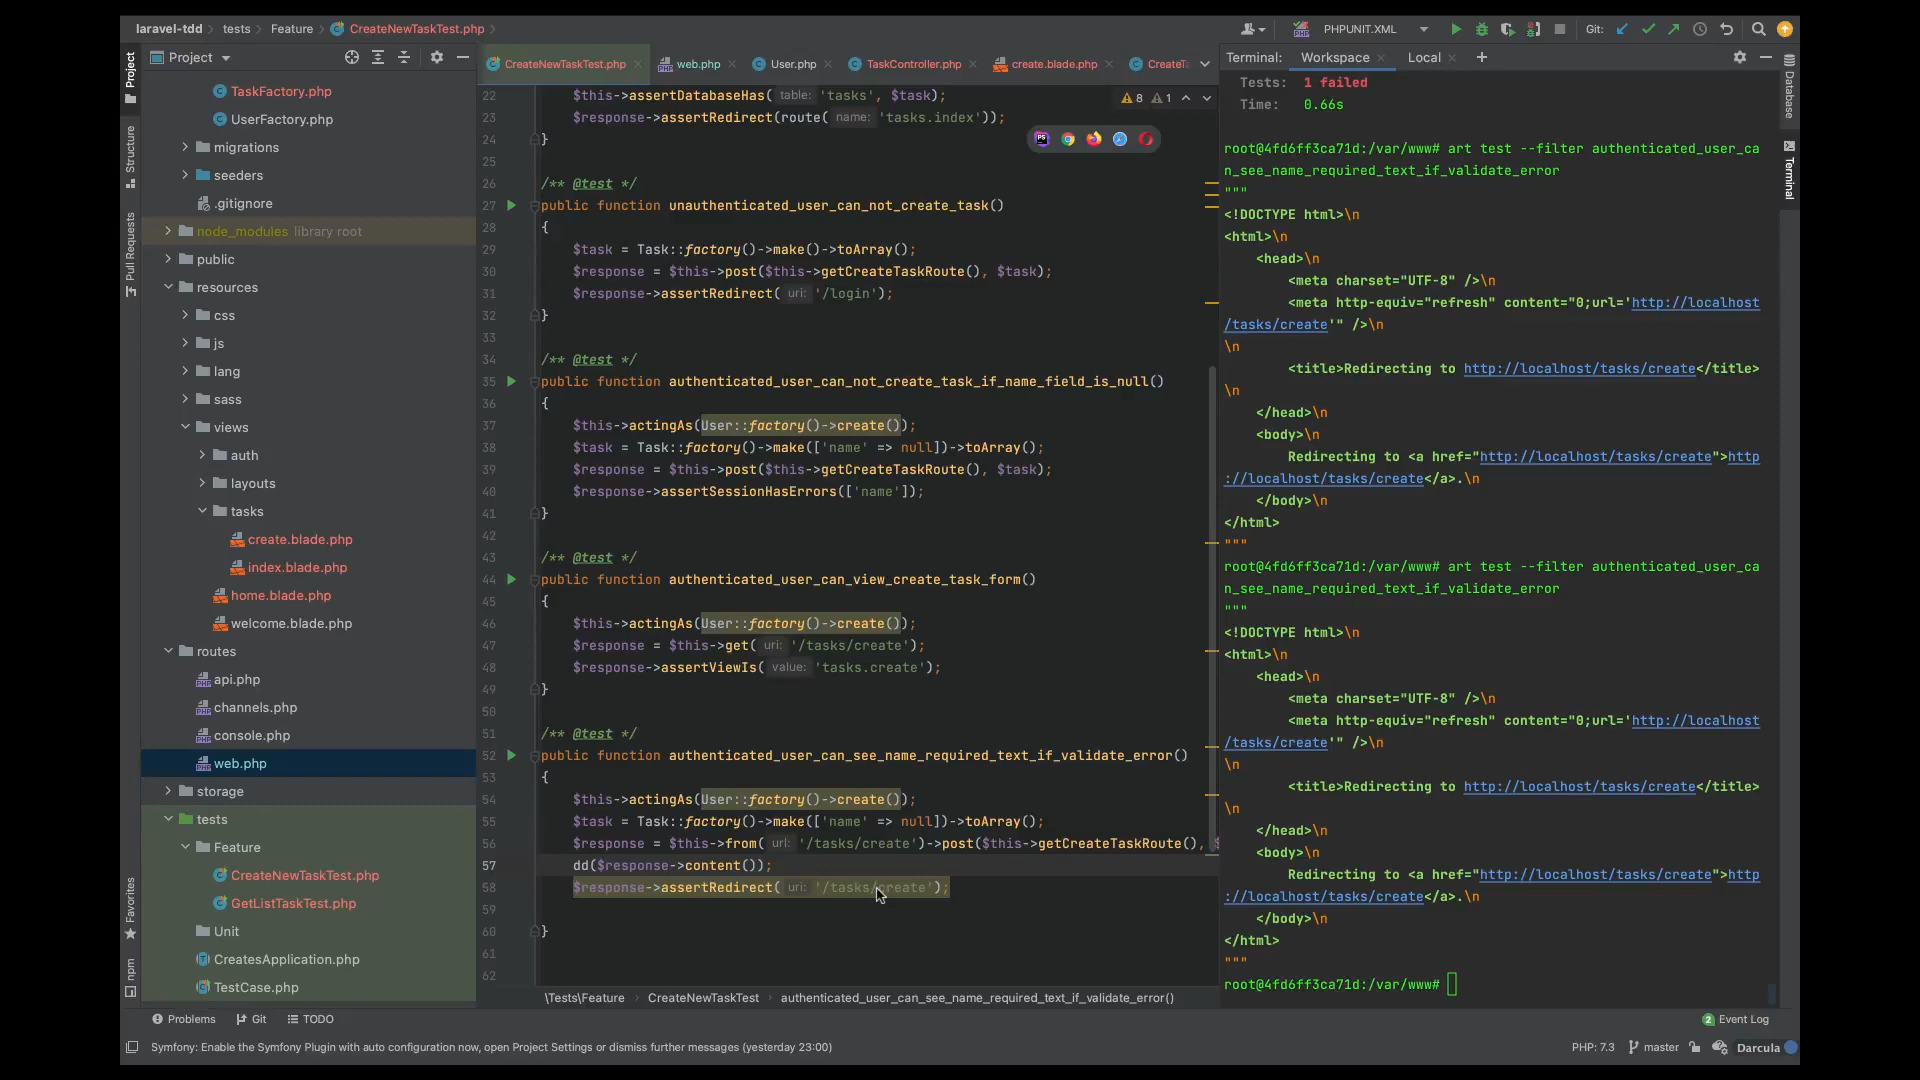 laravel-tdd > tests > Feature > CreateNewTaskTest.php
PHPUNIT.XML
Git:
Project
CreateNewTaskTest.php
web.php
User.php
TaskController.php
create.blade.php
CreateTa
Terminal: Workspace Local
Project
Structure
Pull Requests
Favorites
npm
Database
Terminal
TaskFactory.php
UserFactory.php
migrations
seeders
.gitignore
node_modules library root
public
resources
css
js
lang
sass
views
auth
layouts
tasks
create.blade.php
index.blade.php
home.blade.php
welcome.blade.php
routes
api.php
channels.php
console.php
web.php
storage
tests
Feature
CreateNewTaskTest.php
GetListTaskTest.php
Unit
CreatesApplication.php
TestCase.php
8 1
22 $this->assertDatabaseHas( table: 'tasks', $task);
23 $response->assertRedirect(route( name: 'tasks.index'));
24 }
25
26 /** @test */
27 public function unauthenticated_user_can_not_create_task()
28 {
29 $task = Task::factory()->make()->toArray();
30 $response = $this->post($this->getCreateTaskRoute(), $task);
31 $response->assertRedirect( uri: '/login');
32 }
33
34 /** @test */
35 public function authenticated_user_can_not_create_task_if_name_field_is_null()
36 {
37 $this->actingAs(User::factory()->create());
38 $task = Task::factory()->make(['name' => null])->toArray();
39 $response = $this->post($this->getCreateTaskRoute(), $task);
40 $response->assertSessionHasErrors(['name']);
41 }
42
43 /** @test */
44 public function authenticated_user_can_view_create_task_form()
45 {
46 $this->actingAs(User::factory()->create());
47 $response = $this->get( uri: '/tasks/create');
48 $response->assertViewIs( value: 'tasks.create');
49 }
50
51 /** @test */
52 public function authenticated_user_can_see_name_required_text_if_validate_error()
53 {
54 $this->actingAs(User::factory()->create());
55 $task = Task::factory()->make(['name' => null])->toArray();
56 $response = $this->from( url: '/tasks/create')->post($this->getCreateTaskRoute(), $
57 dd($response->content());
58 $response->assertRedirect( uri: '/tasks/create');
59
60 }
61
62
\Tests\Feature > CreateNewTaskTest > authenticated_user_can_see_name_required_text_if_validate_error()
Tests: 1 failed
Time: 0.66s
root@4fd6ff3ca71d:/var/www# art test --filter authenticated_user_ca
n_see_name_required_text_if_validate_error
"""
<!DOCTYPE html>\n
<html>\n
<head>\n
<meta charset="UTF-8" />\n
<meta http-equiv="refresh" content="0;url='http://localhost
/tasks/create'" />\n
\n
<title>Redirecting to http://localhost/tasks/create</title>
\n
</head>\n
<body>\n
Redirecting to <a href="http://localhost/tasks/create">http
://localhost/tasks/create</a>.\n
</body>\n
</html>
"""
root@4fd6ff3ca71d:/var/www# art test --filter authenticated_user_ca
n_see_name_required_text_if_validate_error
"""
<!DOCTYPE html>\n
<html>\n
<head>\n
<meta charset="UTF-8" />\n
<meta http-equiv="refresh" content="0;url='http://localhost
/tasks/create'" />\n
\n
<title>Redirecting to http://localhost/tasks/create</title>
\n
</head>\n
<body>\n
Redirecting to <a href="http://localhost/tasks/create">http
://localhost/tasks/create</a>.\n
</body>\n
</html>
"""
root@4fd6ff3ca71d:/var/www#
Problems Git TODO
2 Event Log
Symfony: Enable the Symfony Plugin with auto configuration now, open Project Settings or dismiss further messages (yesterday 23:00)
PHP: 7.3 master Darcula